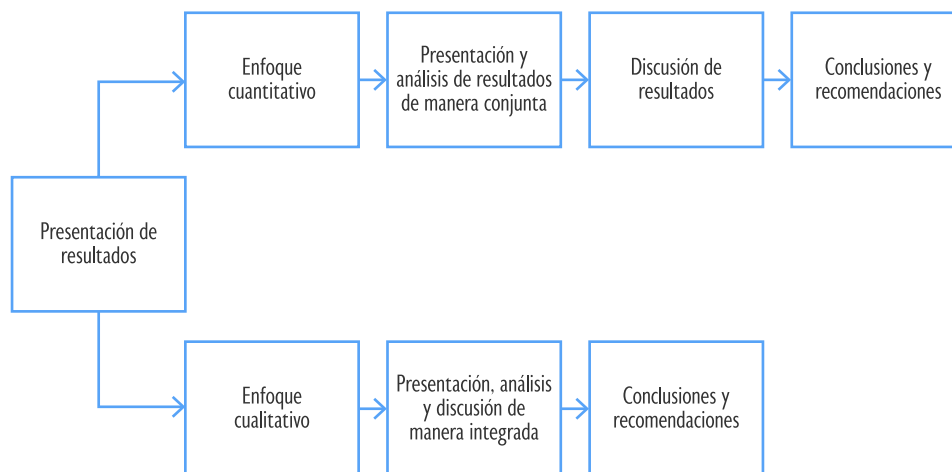 Enfoque
cuantitativo
Presentación y
análisis de resultados
de manera conjunta
Discusión de
resultados
Conclusiones y
recomendaciones
Presentación de
resultados
Enfoque
cualitativo
Presentación, análisis
y discusión de
manera integrada
Conclusiones y
recomendaciones